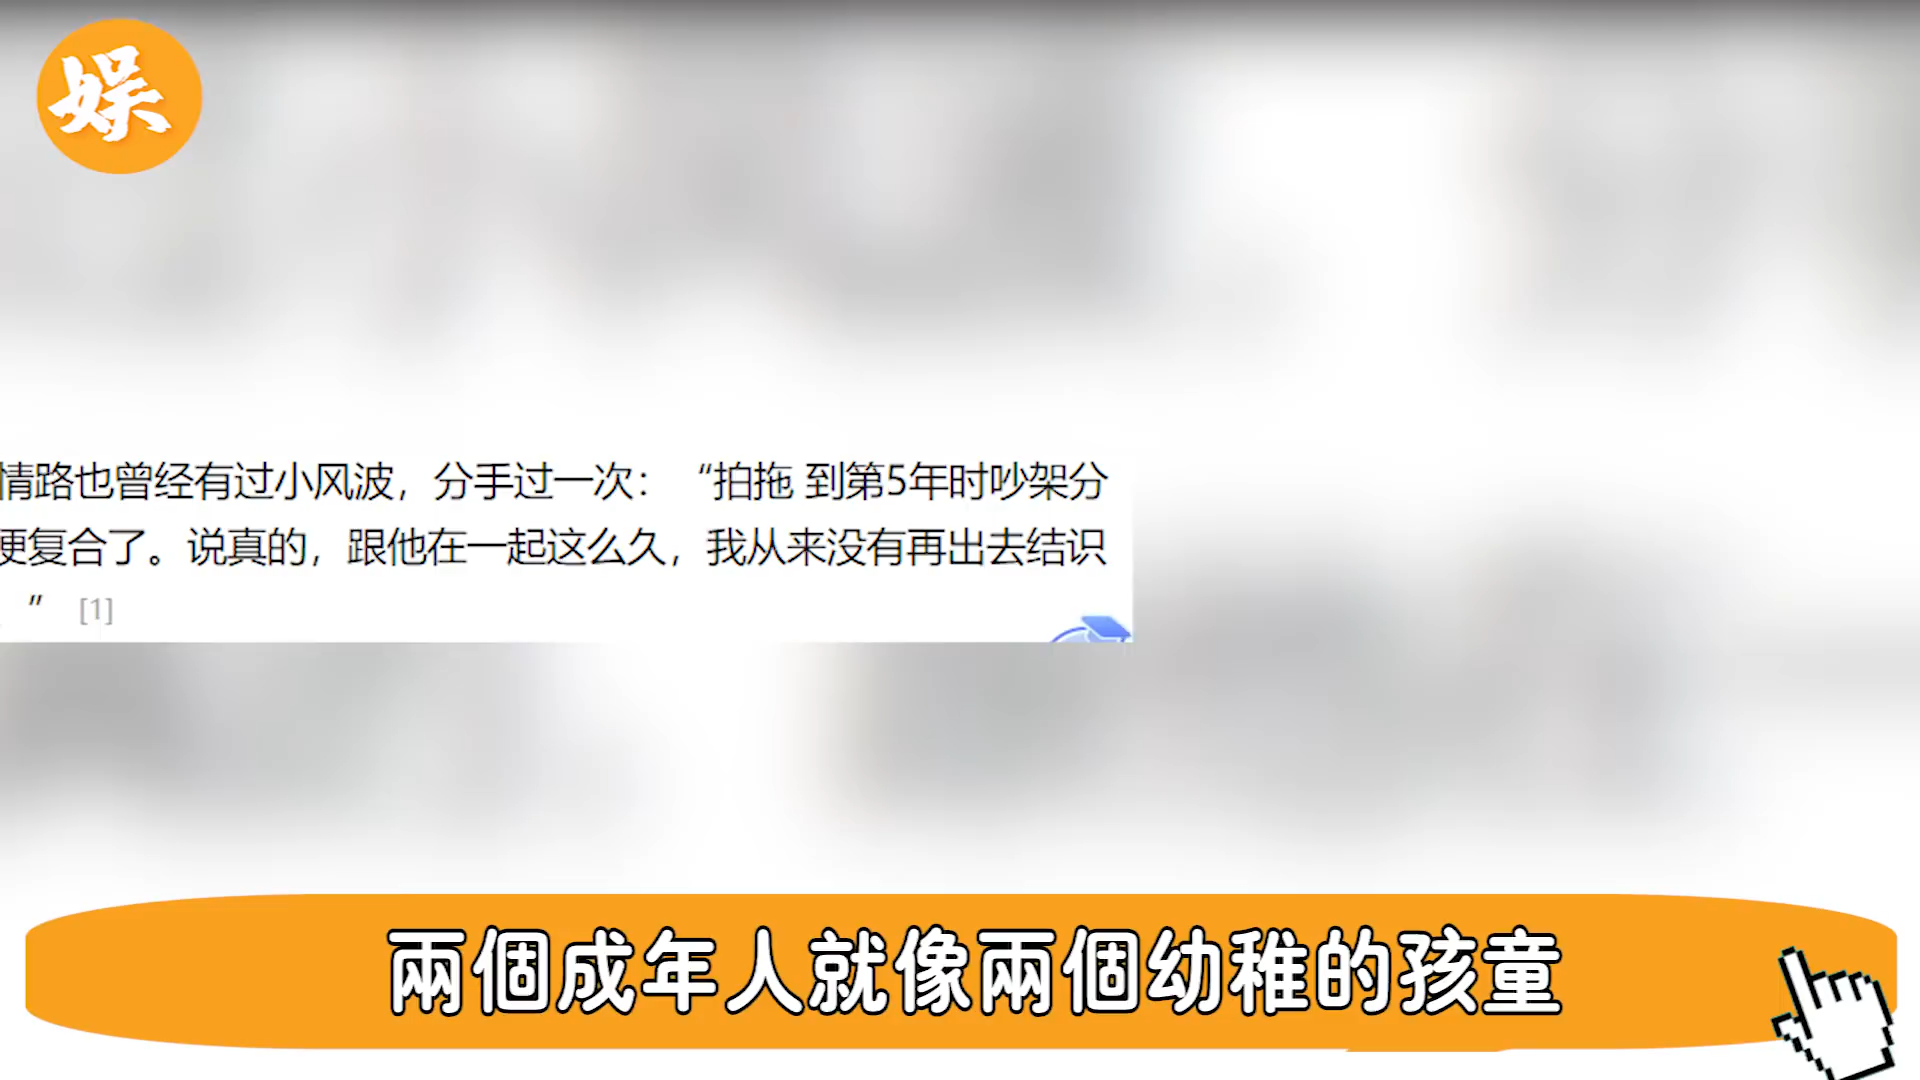 娱
情路也曾经有过小风波，分手过一次： “拍拖 到第5年时吵架分
便复合了。说真的，跟他在一起这么久，我从来没有再出去结识
。” [1]
兩個成年人就像兩個幼稚的孩童